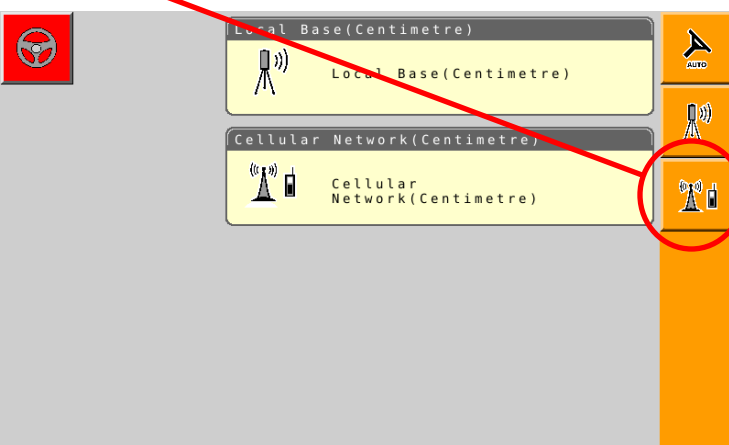 Local Base(Centimetre)
Local Base(Centimetre)
AUTO
Cellular Network(Centimetre)
Cellular
Network(Centimetre)